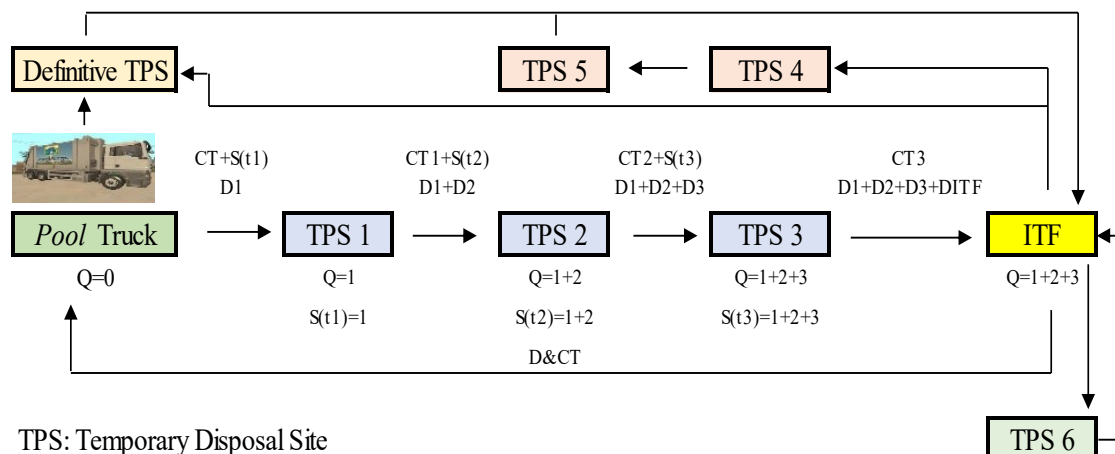 Definitive TPS
TPS 5
TPS 4
CT+S(t1)
D1
CT1+S(t2)
D1+D2
CT2+S(t3)
D1+D2+D3
CT3
D1+D2+D3+DITF
Pool Truck
TPS 1
TPS 2
TPS 3
ITF
Q=0
Q=1
Q=1+2
Q=1+2+3
Q=1+2+3
S(t1)=1
S(t2)=1+2
S(t3)=1+2+3
D&CT
TPS: Temporary Disposal Site
TPS 6